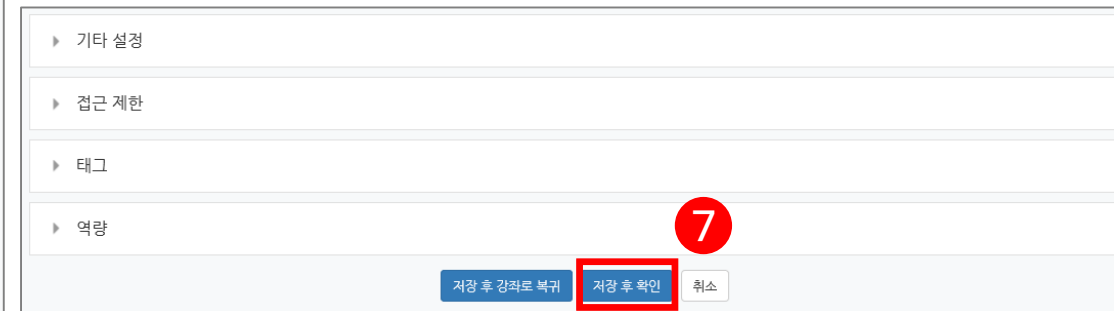 기타 설정
접근 제한
태그
역량
7
저장 후 강좌로 복귀 저장 후 확인 취소